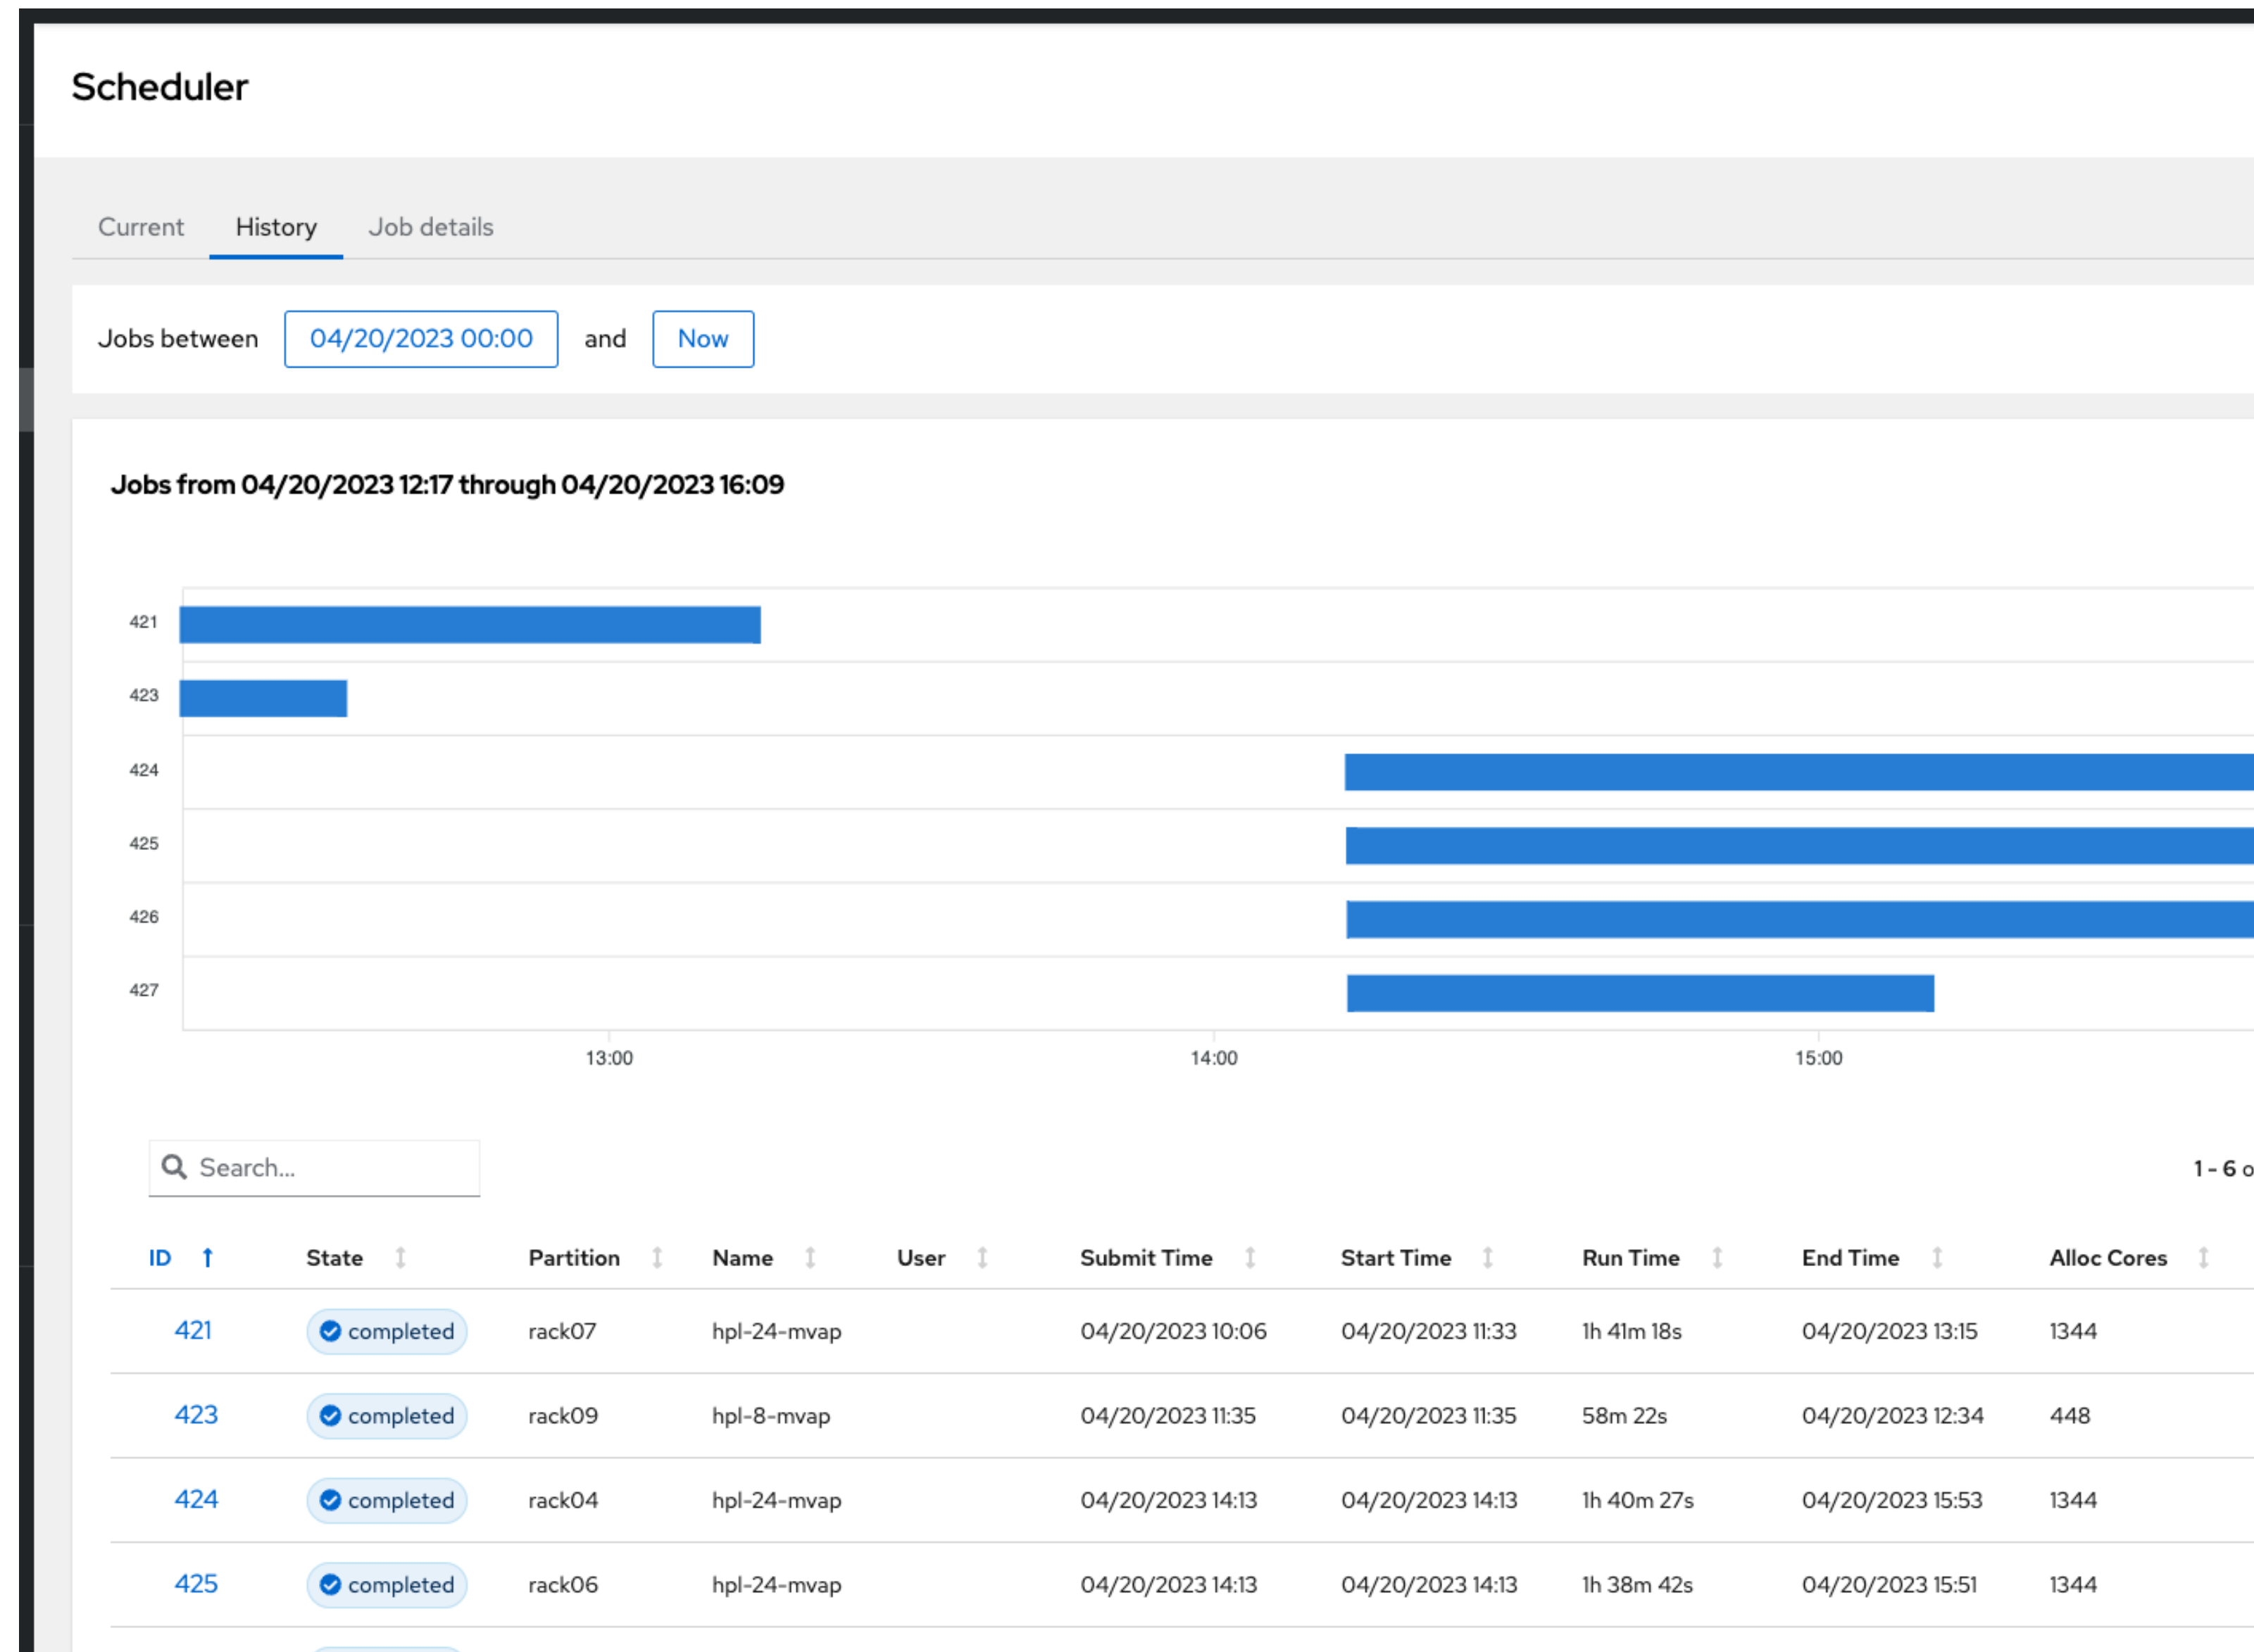 Scheduler
Current History Job details
Jobs between 04/20/2023 00:00 and Now
Jobs from 04/20/2023 12:17 through 04/20/2023 16:09
421
423
424
425
426
427
13:00 14:00 15:00
Search...
1 - 6 o
ID State Partition Name User Submit Time Start Time Run Time End Time Alloc Cores
421 completed rack07 hpl-24-mvap 04/20/2023 10:06 04/20/2023 11:33 1h 41m 18s 04/20/2023 13:15 1344
423 completed rack09 hpl-8-mvap 04/20/2023 11:35 04/20/2023 11:35 58m 22s 04/20/2023 12:34 448
424 completed rack04 hpl-24-mvap 04/20/2023 14:13 04/20/2023 14:13 1h 40m 27s 04/20/2023 15:53 1344
425 completed rack06 hpl-24-mvap 04/20/2023 14:13 04/20/2023 14:13 1h 38m 42s 04/20/2023 15:51 1344